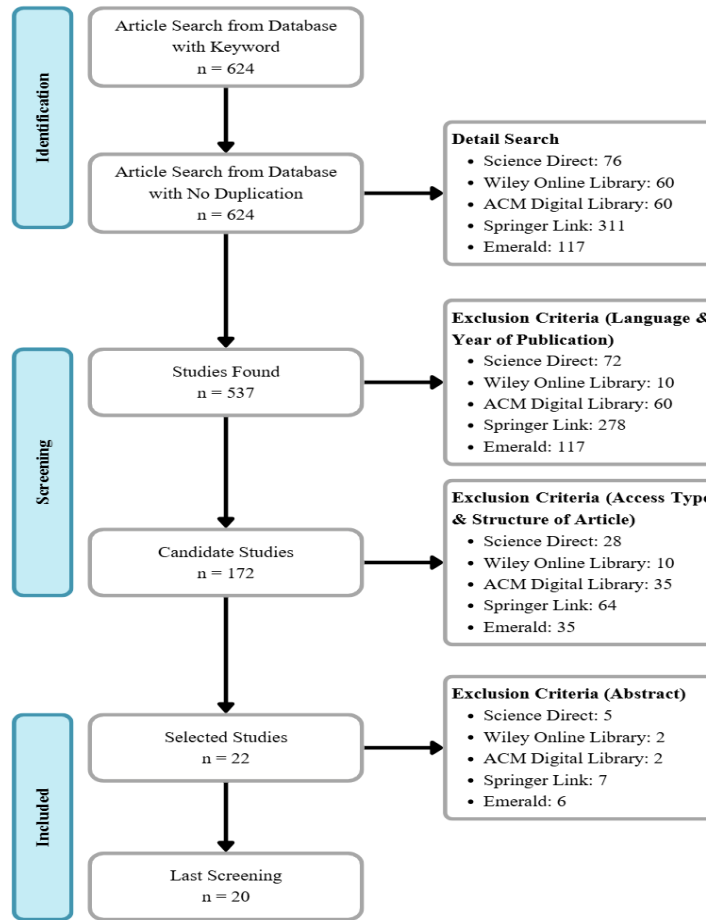 Identification
Article Search from Database
with Keyword
n = 624
Article Search from Database
with No Duplication
n = 624
Detail Search
• Science Direct: 76
• Wiley Online Library: 60
• ACM Digital Library: 60
• Springer Link: 311
• Emerald: 117
Screening
Studies Found
n = 537
Exclusion Criteria (Language &
Year of Publication)
• Science Direct: 72
• Wiley Online Library: 10
• ACM Digital Library: 60
• Springer Link: 278
• Emerald: 117
Candidate Studies
n = 172
Exclusion Criteria (Access Type
& Structure of Article)
• Science Direct: 28
• Wiley Online Library: 10
• ACM Digital Library: 35
• Springer Link: 64
• Emerald: 35
Included
Selected Studies
n = 22
Exclusion Criteria (Abstract)
• Science Direct: 5
• Wiley Online Library: 2
• ACM Digital Library: 2
• Springer Link: 7
• Emerald: 6
Last Screening
n = 20